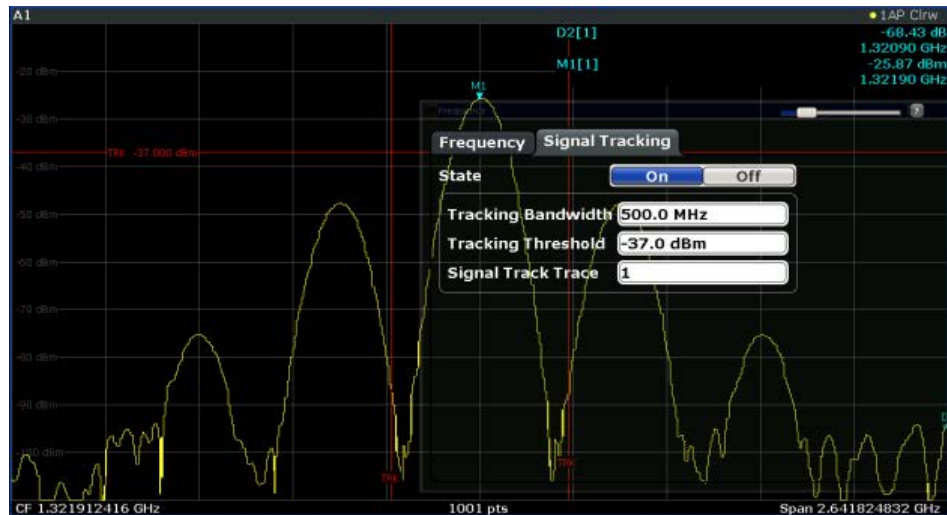 A1
1AP Clrw
D2[1]
-68.43 dB
1.32090 GHz
M1[1]
-25.87 dBm
1.32190 GHz
-20 dBm
M1
-30 dBm
Frequency
?
TRK -37.000 dBm
Frequency
Signal Tracking
-40 dBm
State
On
Off
-50 dBm
Tracking Bandwidth
500.0 MHz
Tracking Threshold
-37.0 dBm
-60 dBm
Signal Track Trace
1
-70 dBm
-80 dBm
-90 dBm
D
-100 dBm
TRK
TRK
CF 1.321912416 GHz
1001 pts
Span 2.641824832 GHz